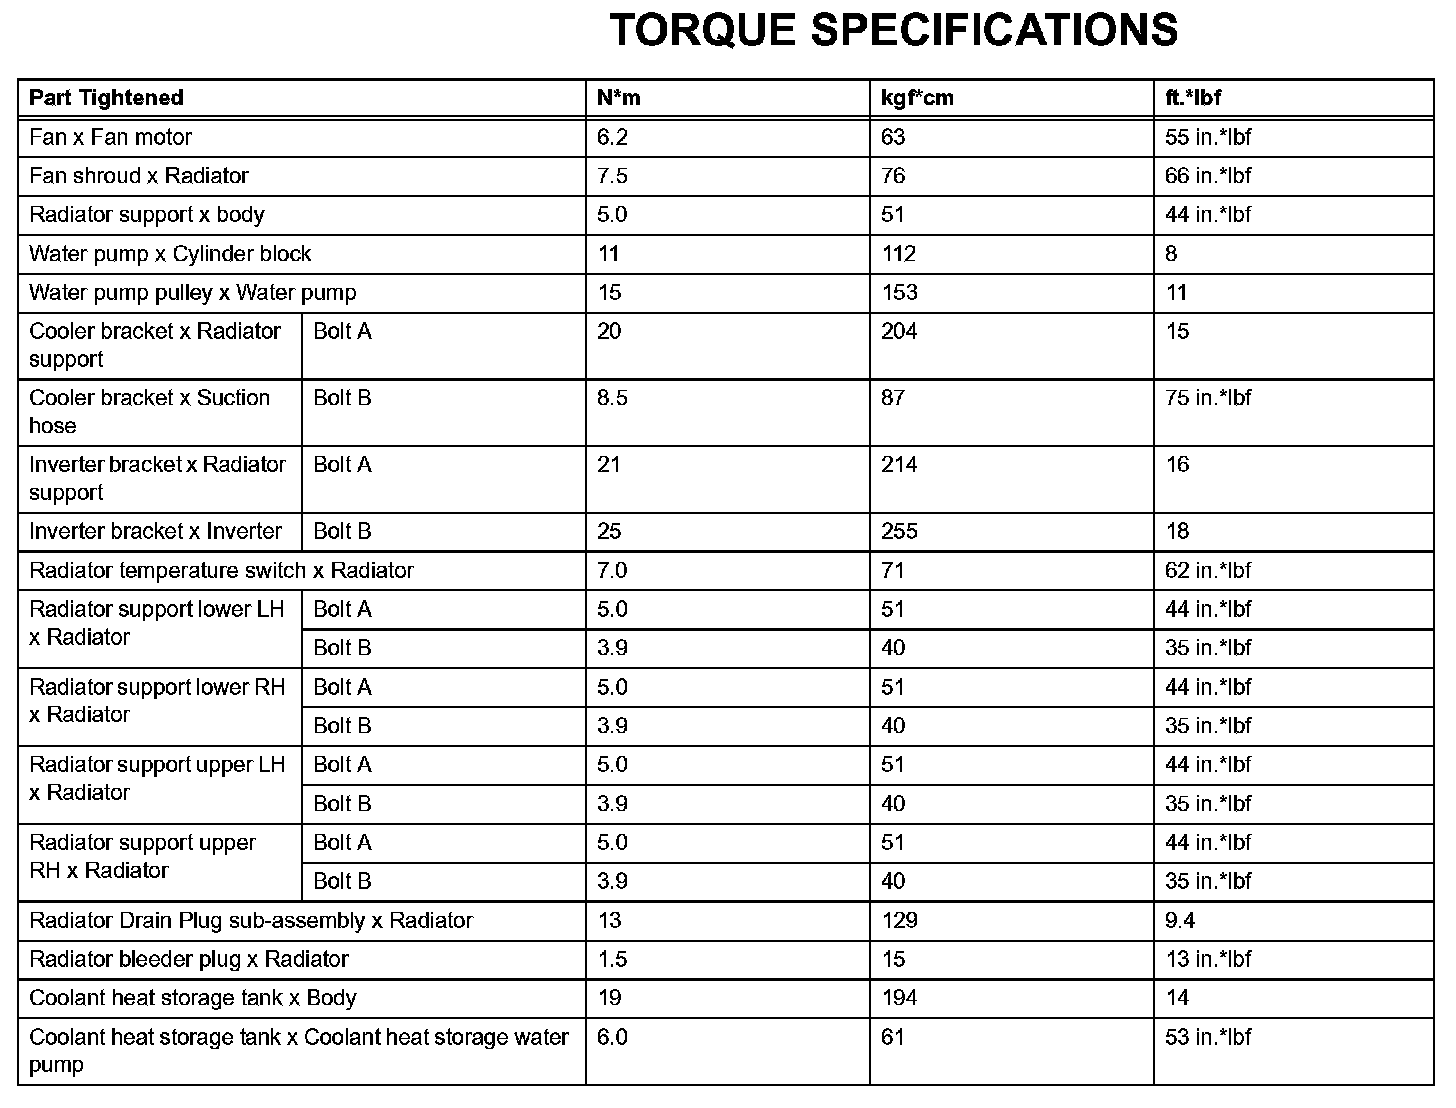 TORQUE SPECIFICATIONS
Part Tightened N*m kgf*cm ft.*lbf
Fan x Fan motor 6.2 63 55 in.*lbf
Fan shroud x Radiator 7.5 76 66 in.*lbf
Radiator support x body 5.0 51 44 in.*lbf
Water pump x Cylinder block 11 112 8
Water pump pulley x Water pump 15 153 11
Cooler bracket x Radiator Bolt A 20 204 15
support
Cooler bracket x Suction Bolt B 8.5 87 75 in.*lbf
hose
Inverter bracket x Radiator Bolt A 21 214 16
support
Inverter bracket x Inverter Bolt B 25 255 18
Radiator temperature switch x Radiator 7.0 71 62 in.*lbf
Radiator support lower LH Bolt A 5.0 51 44 in.*lbf
x Radiator
Bolt B 3.9 40 35 in.*lbf
Radiator support lower RH Bolt A 5.0 51 44 in.*lbf
x Radiator
Bolt B 3.9 40 35 in.*lbf
Radiator support upper LH Bolt A 5.0 51 44 in.*lbf
x Radiator
Bolt B 3.9 40 35 in.*lbf
Radiator support upper Bolt A 5.0 51 44 in.*lbf
RH x Radiator
Bolt B 3.9 40 35 in.*lbf
Radiator Drain Plug sub-assembly x Radiator 13 129 9.4
Radiator bleeder plug x Radiator 1.5 15 13 in.*lbf
Coolant heat storage tank x Body 19 194 14
Coolant heat storage tank x Coolant heat storage water 6.0 61 53 in.*lbf
pump